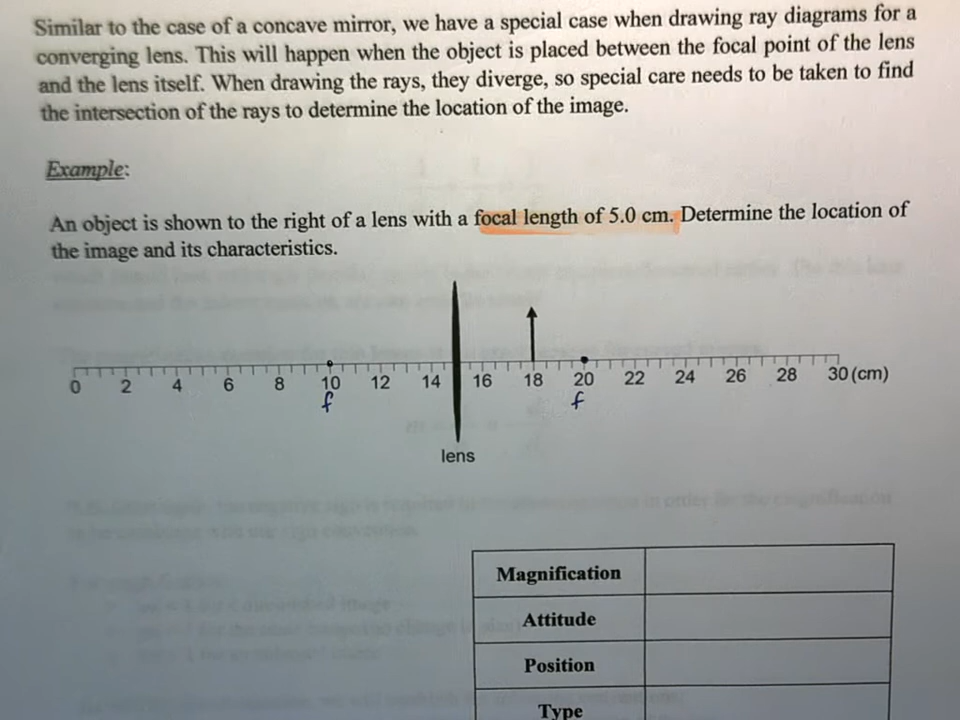 Similar to the case of a concave mirror, we have a special case when drawing ray diagrams for a
converging lens. This will happen when the object is placed between the focal point of the lens
and the lens itself. When drawing the rays, they diverge, so special care needs to be taken to find
the intersection of the rays to determine the location of the image.
Example:
An object is shown to the right of a lens with a focal length of 5.0 cm. Determine the location of
the image and its characteristics.
0 2 4 6 8 10 12 14 16 18 20 22 24 26 28 30 (cm)
f f
lens
Magnification
Attitude
Position
Type